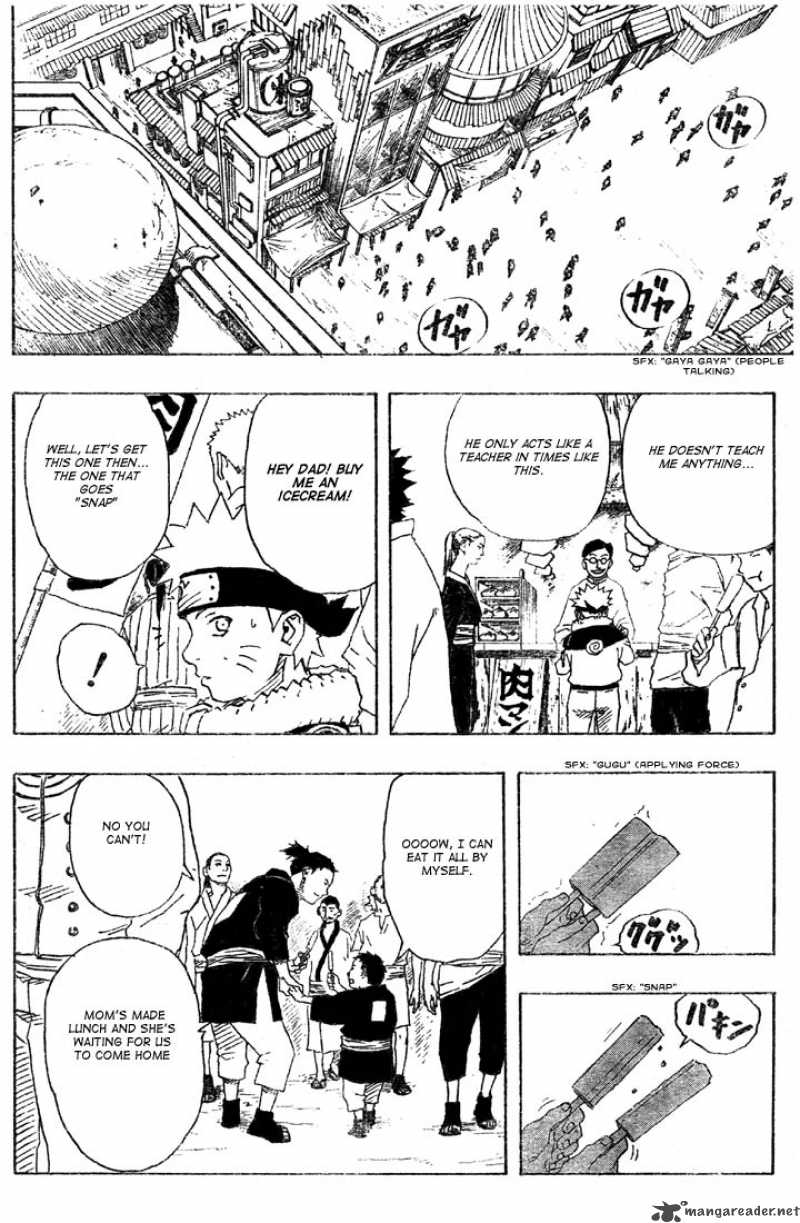 ガヤ
ガヤ
ガヤ
SFX: "GAYA GAYA" (PEOPLE
TALKING)
HE DOESN'T TEACH
ME ANYTHING...
HE ONLY ACTS LIKE A
TEACHER IN TIMES LIKE
THIS.
肉マン
HEY DAD! BUY
ME AN
ICECREAM!
WELL, LET'S GET
THIS ONE THEN...
THE ONE THAT
GOES
"SNAP"
!
SFX: "GUGU" (APPLYING FORCE)
ググッ
SFX: "SNAP"
パキン
OOOOW, I CAN
EAT IT ALL BY
MYSELF.
NO YOU
CAN'T!
MOM'S MADE
LLUNCH AND SHE'S
WAITING FOR US
TO COME HOME
mangareader.net